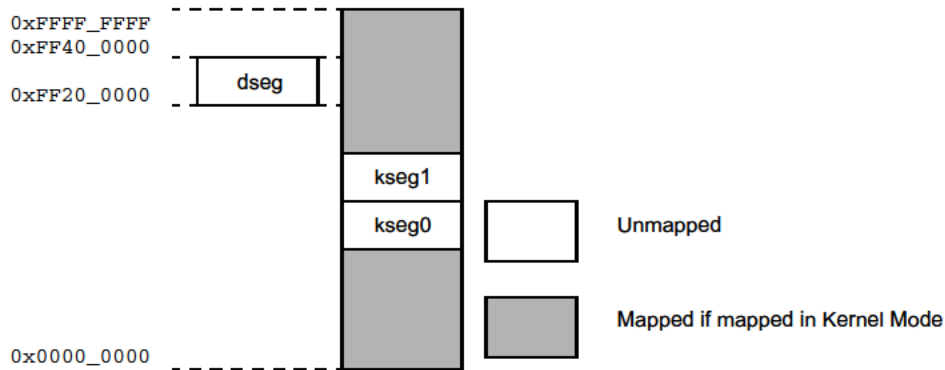 0xFFFF_FFFF
0xFF40_0000
dseg
0xFF20_0000
kseg1
kseg0
Unmapped
Mapped if mapped in Kernel Mode
0x0000_0000